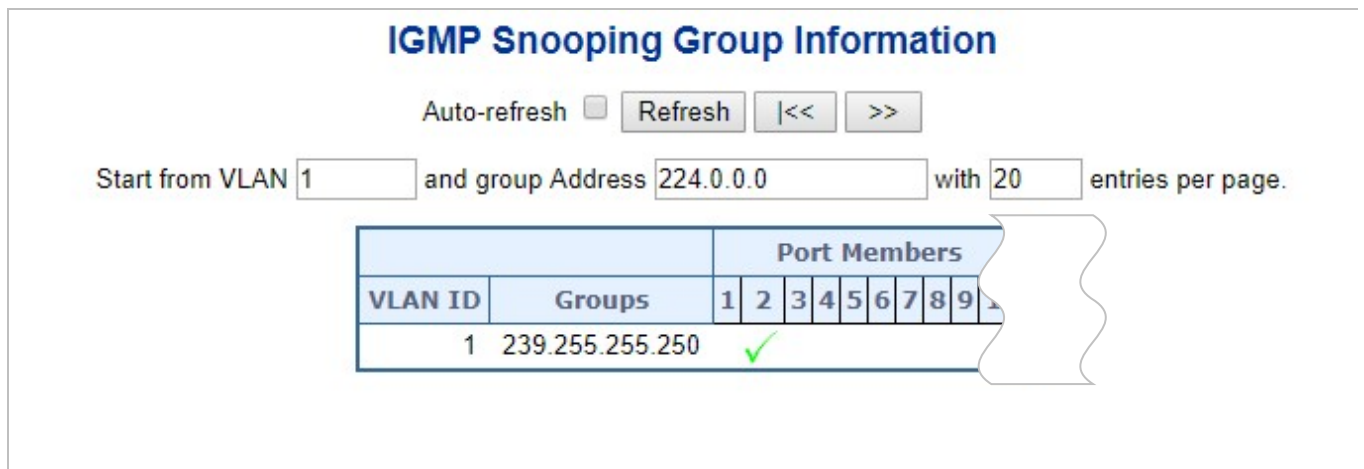 IGMP Snooping Group Information
Auto-refresh Refresh |<< >>
Start from VLAN 1 and group Address 224.0.0.0 with 20 entries per page.
Port Members
VLAN ID Groups 1 2 3 4 5 6 7 8 9
1 239.255.255.250